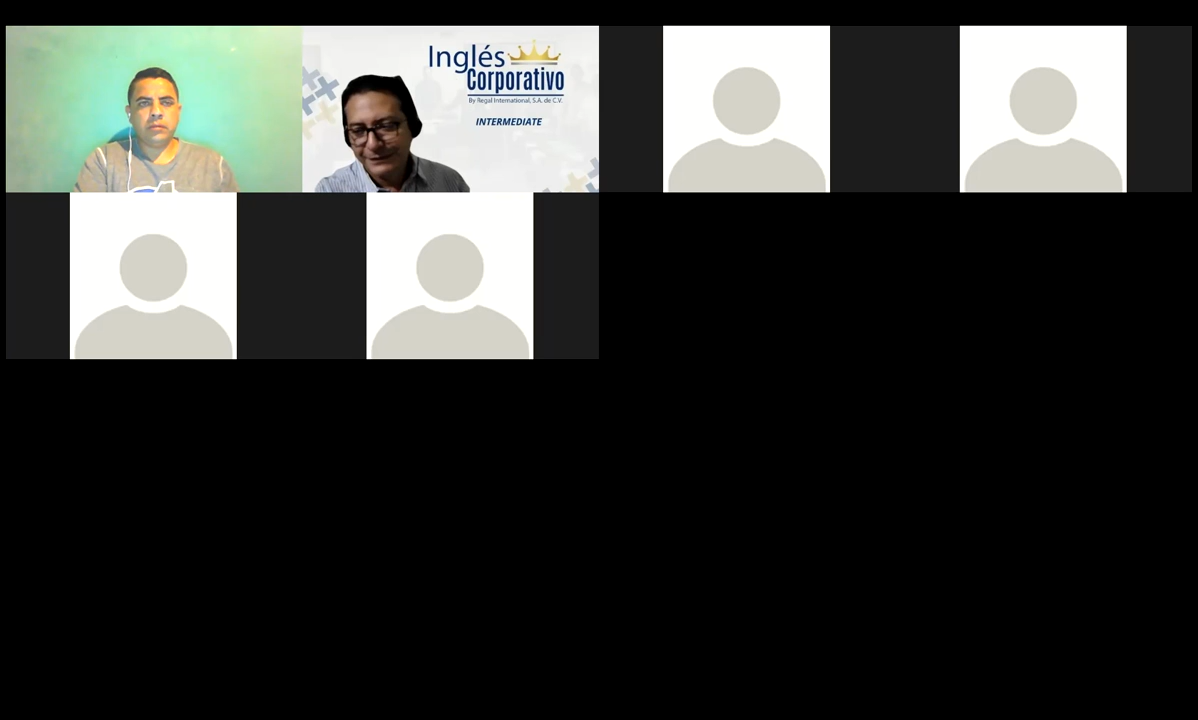 Inglés
Corporativo
By Regal International, S.A. de C.V.
INTERMEDIATE